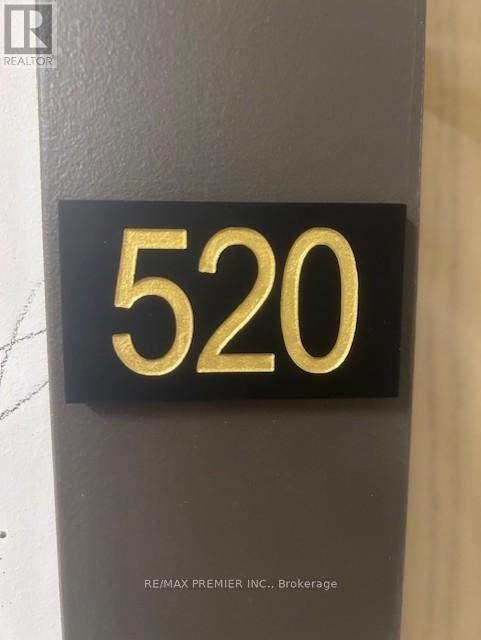 R
REALTOR
520
RE/MAX PREMIER INC., Brokerage